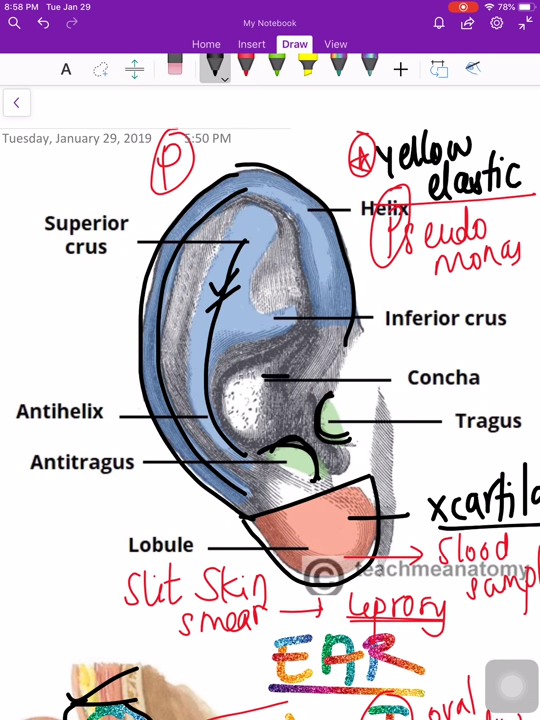 8:58 PM Tue Jan 29
78%
My Notebook
Home Insert Draw View
A
Tuesday, January 29, 2019 5:50 PM
P
Yellow
elastic
Helix
Pseudo
monas
Superior
crus
Inferior crus
Concha
Antihelix
Tragus
Antitragus
xcartila
Lobule
Blood
sampl
© teachmeanatomy
Slit Skin
smear → leprosy
EAR
oval